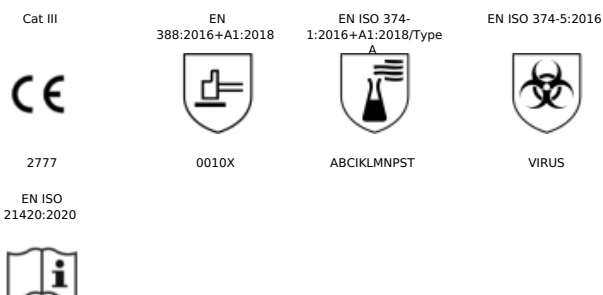 Cat III
EN
388:2016+A1:2018
EN ISO 374-
1:2016+A1:2018/Type
A
EN ISO 374-5:2016
CE
2777
0010X
ABCIKLMNPST
VIRUS
EN ISO
21420:2020
i